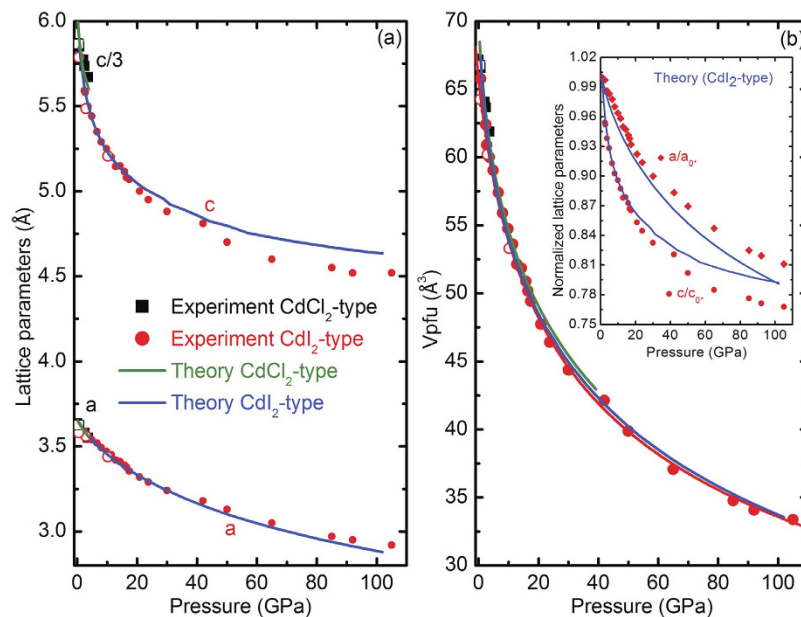 (a)
6.0
5.5
5.0
4.5
4.0
3.5
3.0
Lattice parameters (Å)
c/3
c
Experiment CdCl₂-type
Experiment CdI₂-type
Theory CdCl₂-type
Theory CdI₂-type
a
a
0 20 40 60 80 100
Pressure (GPa)
(b)
70
65
60
55
50
45
40
35
30
Vpfu (Å³)
0 20 40 60 80 100
Pressure (GPa)
1.02
0.99
0.96
0.93
0.90
0.87
0.84
0.81
0.78
0.75
Normalized lattice parameters
Theory (CdI₂-type)
a/a₀.
c/c₀.
0 20 40 60 80 100
Pressure (GPa)